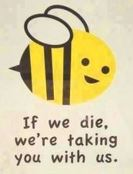 If we die,
we're taking
you with us.